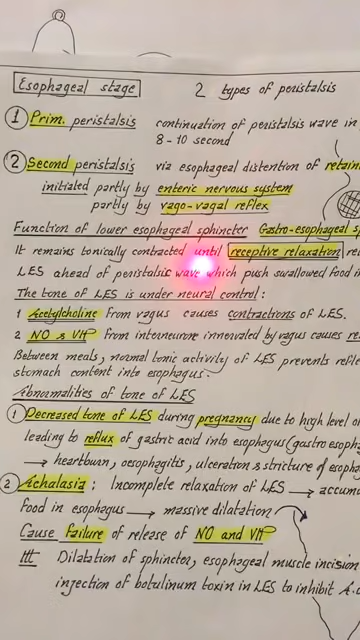 Esophageal stage 2 types of peristalsis
1 Prim. peristalsis continuation of peristalsis wave in
8-10 second
2 Second peristalsis via esophageal distention of retain
initiated partly by enteric nervous system
partly by vago-vagal reflex
Function of lower esophageal sphincter Gastro-esophageal s
It remains tonically contracted until receptive relaxation re
LES ahead of peristalsic wave which push swallowed food in
The tone of LES is under neural control:
1 Acetylcholine from vagus causes contractions of LES.
2 NO & VIP from interneurone innervated by vagus causes re
Between meals, normal tonic activity of LES prevents refle
stomach content into esophagus.
Abnormalities of tone of LES
1 Decreased tone of LES during pregnancy due to high level o
leading to reflux of gastric acid into esophagus (gastro esoph
→ heartburn, oesophagitis, ulceration & stricture of esopha
2 Achalasia: Incomplete relaxation of LES → accum
food in esophagus → massive dilatation
Cause failure of release of NO and VIP
ttt Dilatation of sphincter, esophageal muscle incision
injection of botulinum toxin in LES to inhibit A.c